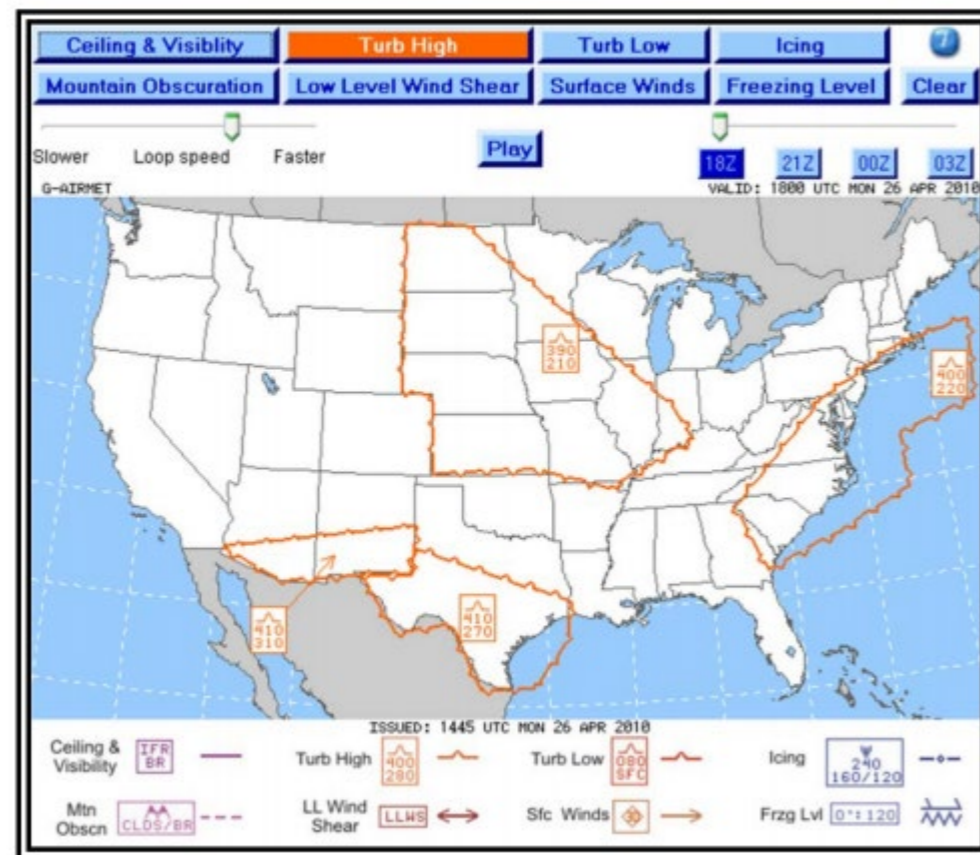 Ceiling & Visiblity
Turb High
Turb Low
Icing
?
Mountain Obscuration
Low Level Wind Shear
Surface Winds
Freezing Level
Clear
Slower
Loop speed
Faster
Play
18Z
21Z
00Z
03Z
G-AIRMET
VALID: 1800 UTC MON 26 APR 2010
390
210
400
220
410
310
410
270
ISSUED: 1445 UTC MON 26 APR 2010
Ceiling &
Visibility
IFR
BR
Turb High
400
280
Turb Low
080
SFC
Icing
240
160/120
Mtn
Obscn
CLDS/BR
LL Wind
Shear
LLWS
Sfc Winds
30
Frzg Lvl
0°:120